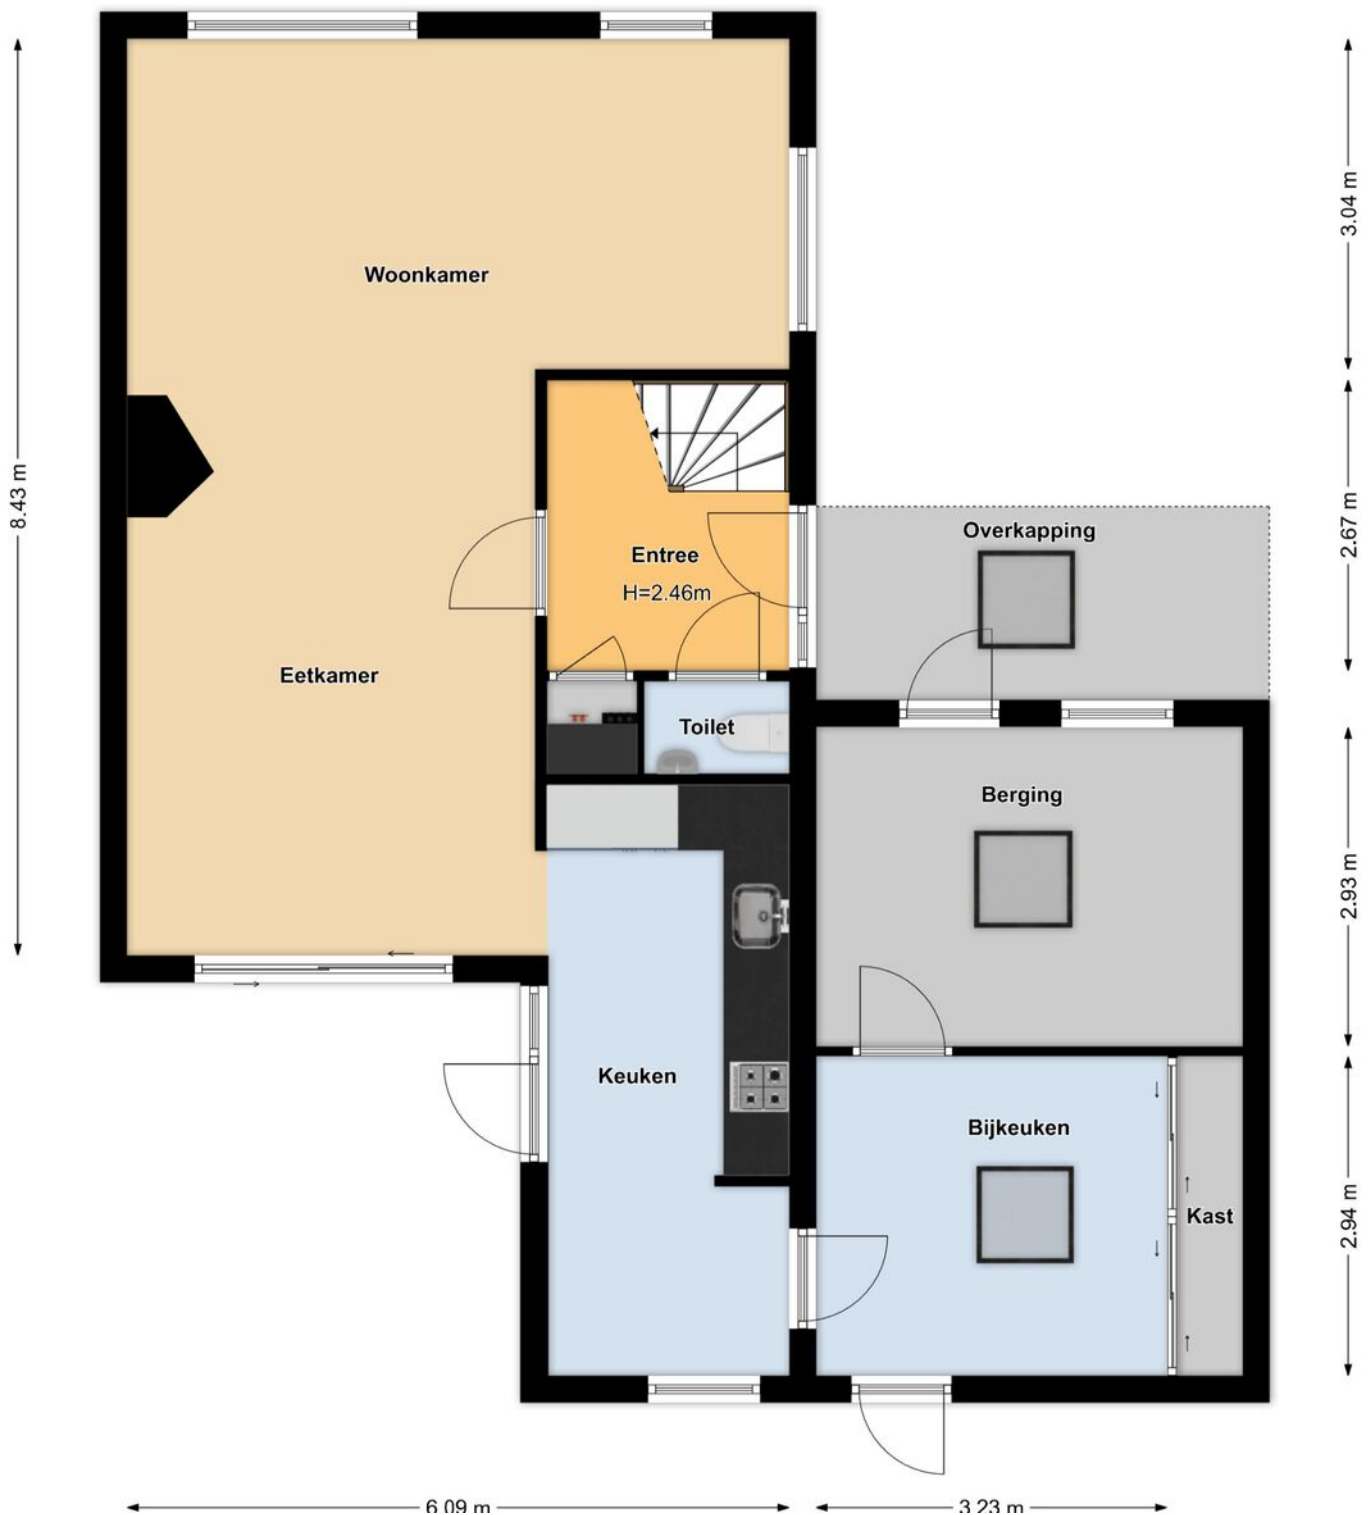 3.04 m
Woonkamer
8.43 m
2.67 m
Overkapping
Entree
H=2.46m
Eetkamer
Toilet
Berging
2.93 m
Keuken
Bijkeuken
Kast
2.94 m
6.09 m
3.23 m